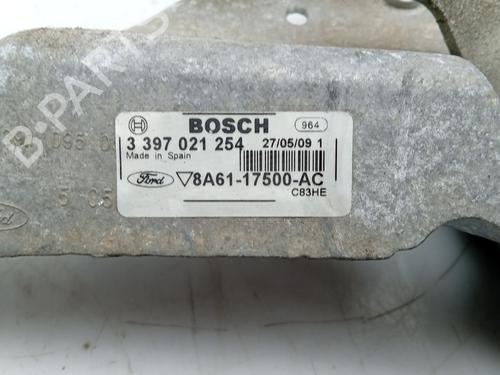 B-PARTS
BOSCH 964
3 397 021 254 27/05/09 1
Made in Spain
Ford ▽8A61-17500-AC
C83HE
Ford